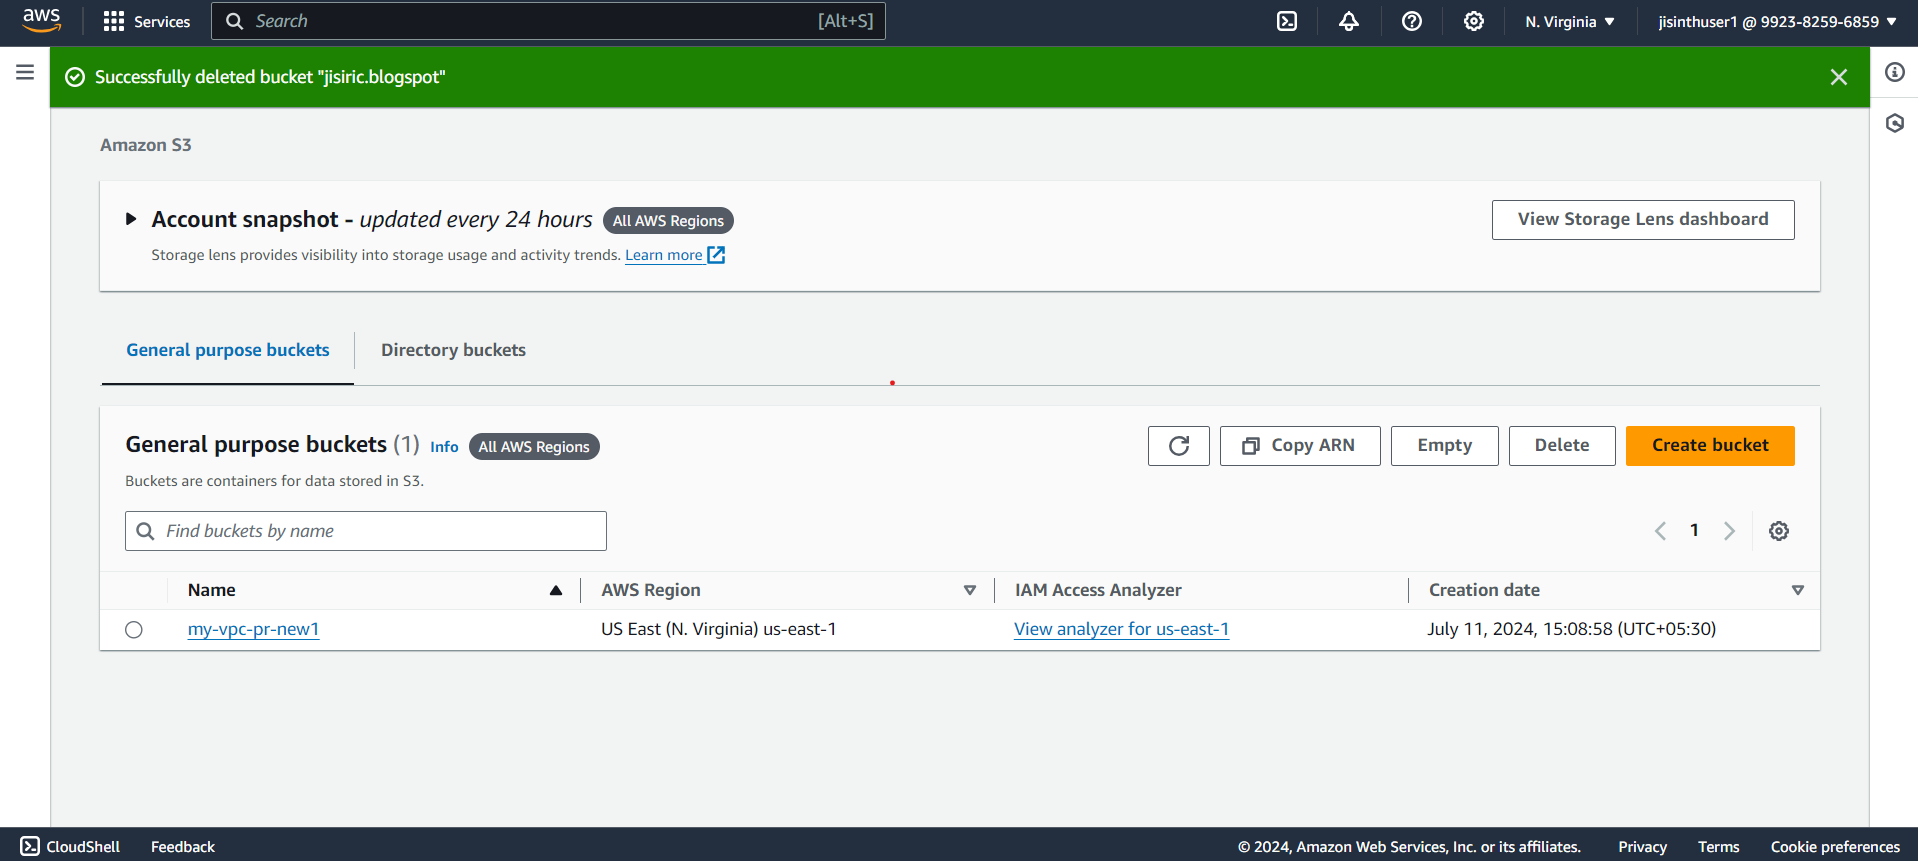 aws Services Search [Alt+S] N. Virginia jisinthuser1 @ 9923-8259-6859
Successfully deleted bucket "jisiric.blogspot"
Amazon S3
Account snapshot - updated every 24 hours All AWS Regions View Storage Lens dashboard
Storage lens provides visibility into storage usage and activity trends. Learn more
General purpose buckets Directory buckets
General purpose buckets (1) Info All AWS Regions Copy ARN Empty Delete Create bucket
Buckets are containers for data stored in S3.
Find buckets by name 1
Name AWS Region IAM Access Analyzer Creation date
my-vpc-pr-new1 US East (N. Virginia) us-east-1 View analyzer for us-east-1 July 11, 2024, 15:08:58 (UTC+05:30)
CloudShell Feedback © 2024, Amazon Web Services, Inc. or its affiliates. Privacy Terms Cookie preferences